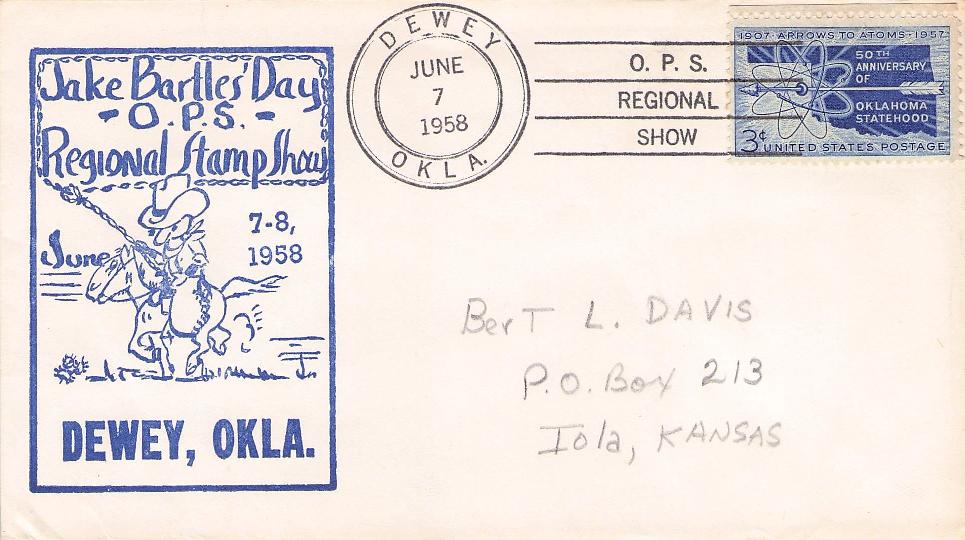 Jake Bartles' Day
- O.P.S. -
Regional Stamp Show
June 7-8,
1958
DEWEY, OKLA.
DEWEY
JUNE
7
1958
OKLA.
O. P. S.
REGIONAL
SHOW
1907·ARROWS TO ATOMS·1957
50TH
ANNIVERSARY
OF
OKLAHOMA
STATEHOOD
3¢ UNITED STATES POSTAGE
BerT L. DAVIS
P.O. Box 213
Iola, KANSAS